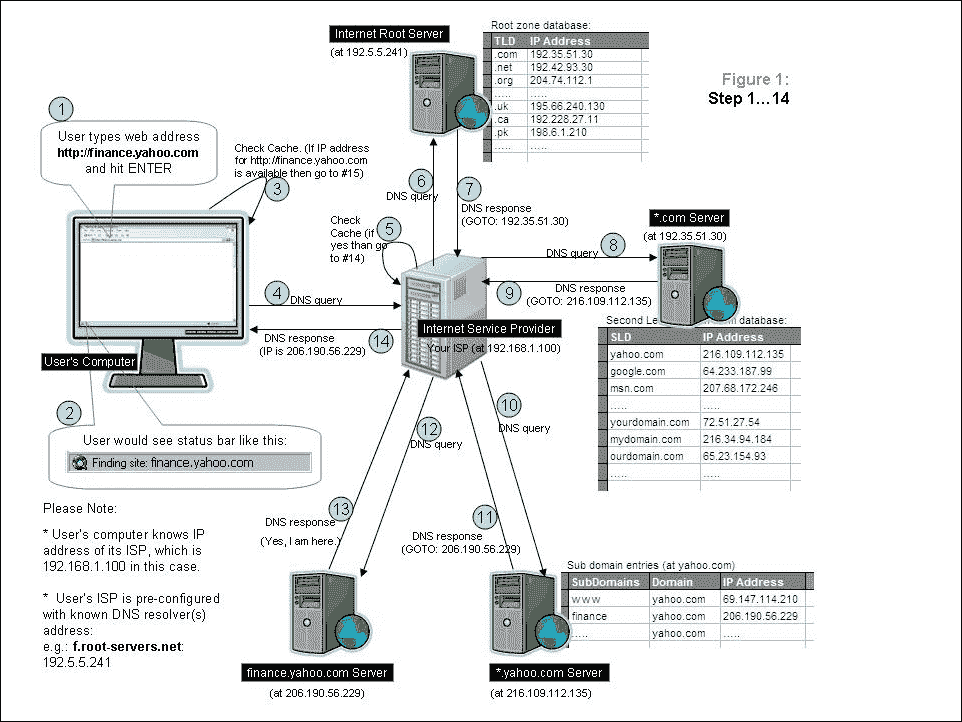 Internet Root Server
(at 192.5.5.241)
Root zone database:
TLD IP Address
.com 192.35.51.30
.net 192.42.93.30
.org 204.74.112.1
..... .....
.uk 195.66.240.130
.ca 192.228.27.11
.pk 198.6.1.210
..... .....
Figure 1:
Step 1...14
1
User types web address
http://finance.yahoo.com
and hit ENTER
Check Cache. (If IP address
for http://finance.yahoo.com
is available then go to #15)
3
6
DNS query
7
DNS response
(GOTO: 192.35.51.30)
Check
Cache (if
yes than go
to #14)
5
*.com Server
(at 192.35.51.30)
8
DNS query
9
DNS response
(GOTO: 216.109.112.135)
4
DNS query
DNS response
(IP is 206.190.56.229)
14
Internet Service Provider
Your ISP (at 192.168.1.100)
User's Computer
database:
SLD IP Address
yahoo.com 216.109.112.135
google.com 64.233.187.99
msn.com 207.68.172.246
..... .....
yourdomain.com 72.51.27.54
mydomain.com 216.34.94.184
ourdomain.com 65.23.154.93
..... .....
2
User would see status bar like this:
Finding site: finance.yahoo.com
12
DNS query
10
DNS query
13
DNS response
(Yes, I am here.)
11
DNS response
(GOTO: 206.190.56.229)
Please Note:
* User's computer knows IP
address of its ISP, which is
192.168.1.100 in this case.
* User's ISP is pre-configured
with known DNS resolver(s)
address:
e.g.: f.root-servers.net:
192.5.5.241
Sub domain entries (at yahoo.com)
SubDomains Domain IP Address
www yahoo.com 69.147.114.210
finance yahoo.com 206.190.56.229
..... yahoo.com .....
finance.yahoo.com Server
(at 206.190.56.229)
*.yahoo.com Server
(at 216.109.112.135)